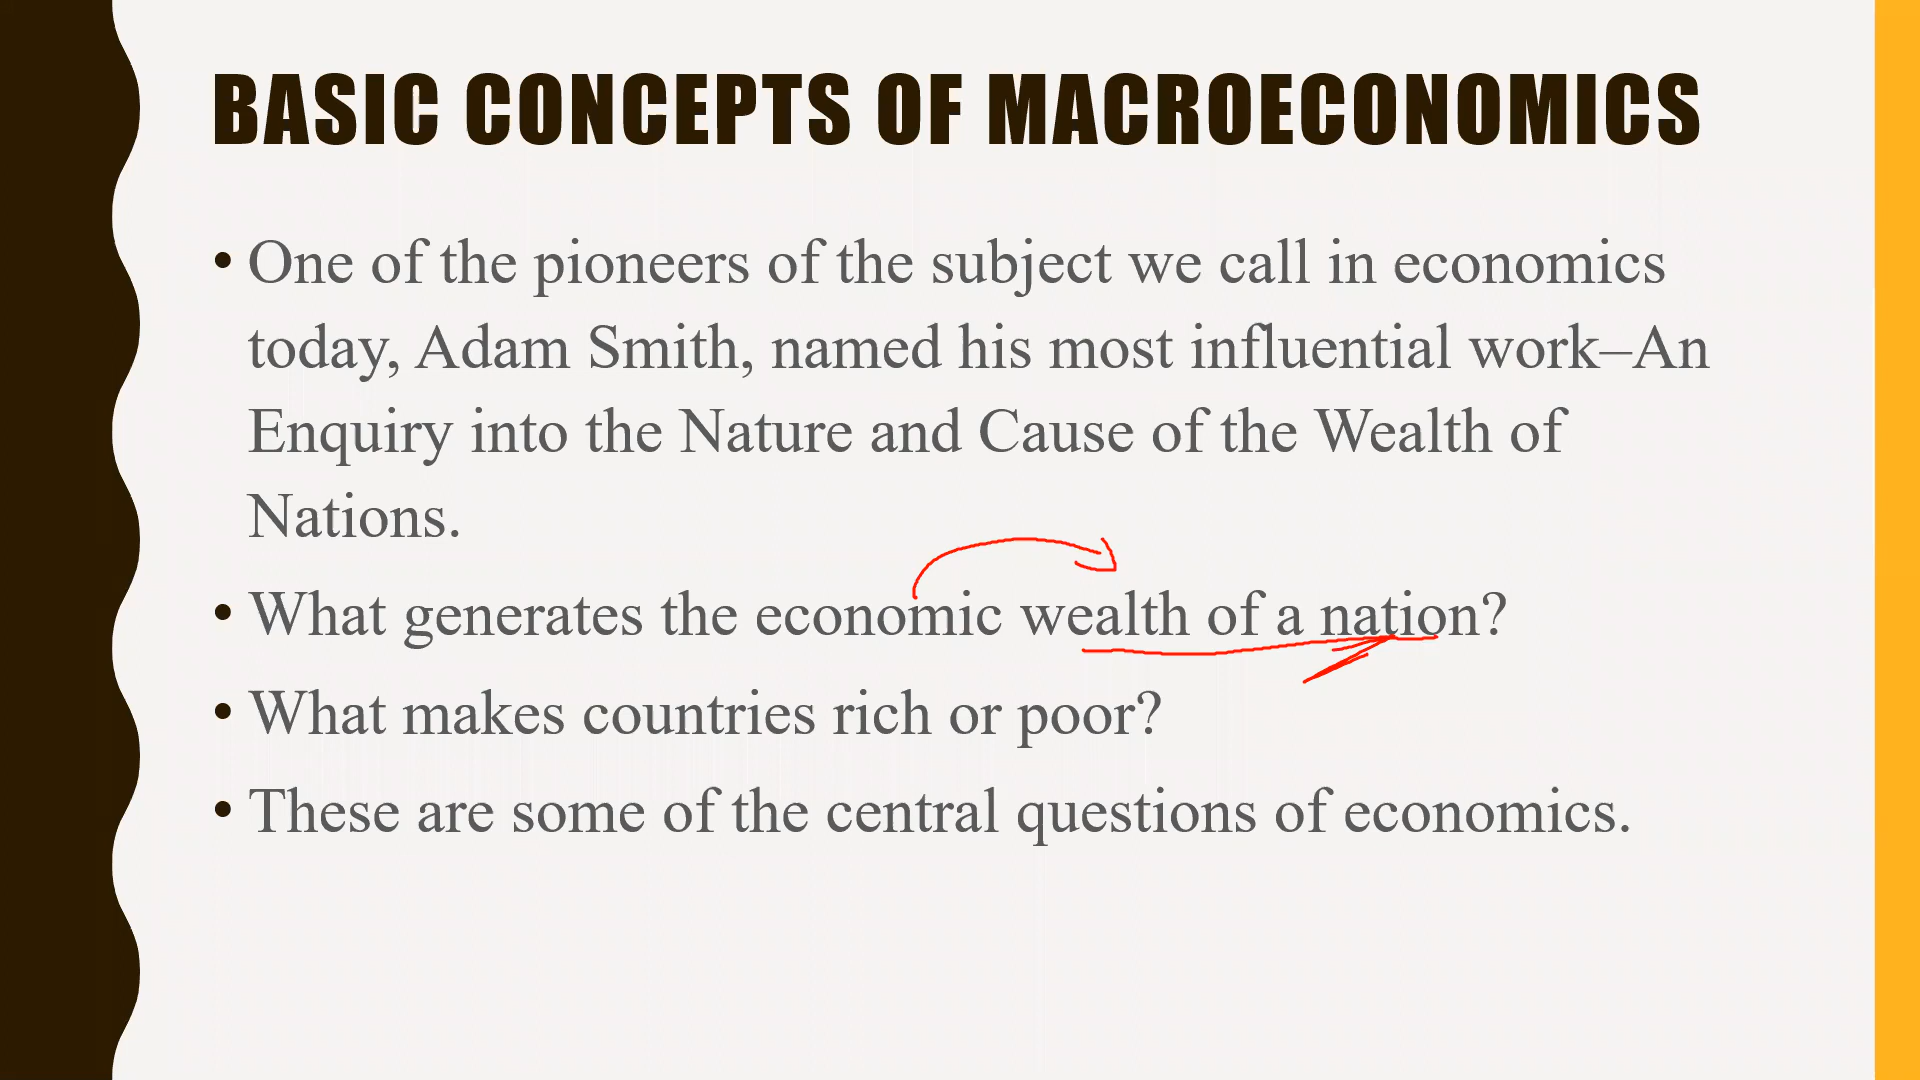 BASIC CONCEPTS OF MACROECONOMICS
• One of the pioneers of the subject we call in economics
today, Adam Smith, named his most influential work–An
Enquiry into the Nature and Cause of the Wealth of
Nations.
• What generates the economic wealth of a nation?
• What makes countries rich or poor?
• These are some of the central questions of economics.